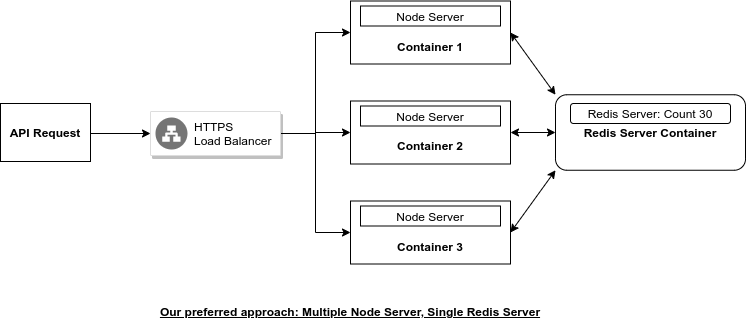 Node Server
Container 1
API Request
HTTPS
Load Balancer
Node Server
Container 2
Redis Server: Count 30
Redis Server Container
Node Server
Container 3
Our preferred approach: Multiple Node Server, Single Redis Server